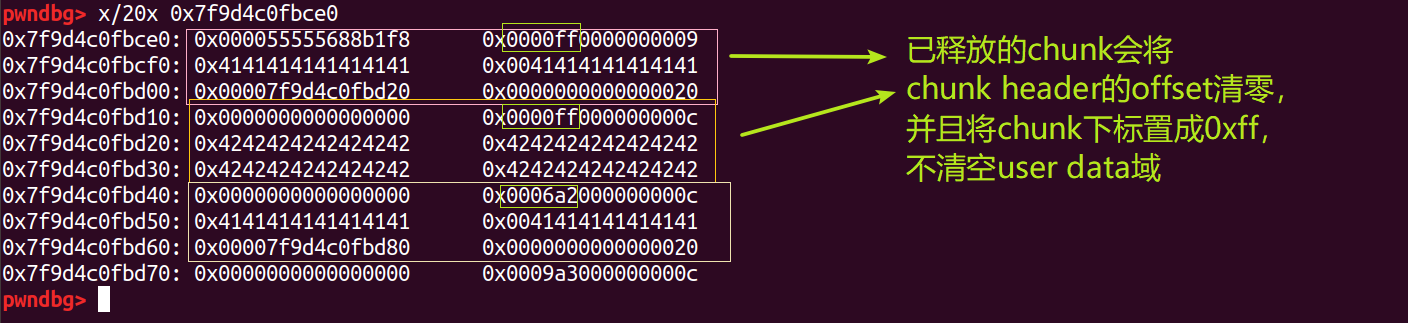 pwndbg> x/20x 0x7f9d4c0fbce0
0x7f9d4c0fbce0: 0x000055555688b1f8 0x0000ff0000000009
0x7f9d4c0fbcf0: 0x4141414141414141 0x0041414141414141
0x7f9d4c0fbd00: 0x00007f9d4c0fbd20 0x0000000000000020
0x7f9d4c0fbd10: 0x0000000000000000 0x0000ff000000000c
0x7f9d4c0fbd20: 0x4242424242424242 0x4242424242424242
0x7f9d4c0fbd30: 0x4242424242424242 0x4242424242424242
0x7f9d4c0fbd40: 0x0000000000000000 0x0006a2000000000c
0x7f9d4c0fbd50: 0x4141414141414141 0x0041414141414141
0x7f9d4c0fbd60: 0x00007f9d4c0fbd80 0x0000000000000020
0x7f9d4c0fbd70: 0x0000000000000000 0x0009a3000000000c
pwndbg>
已释放的chunk会将
chunk header的offset清零，
并且将chunk下标置成0xff，
不清空user data域